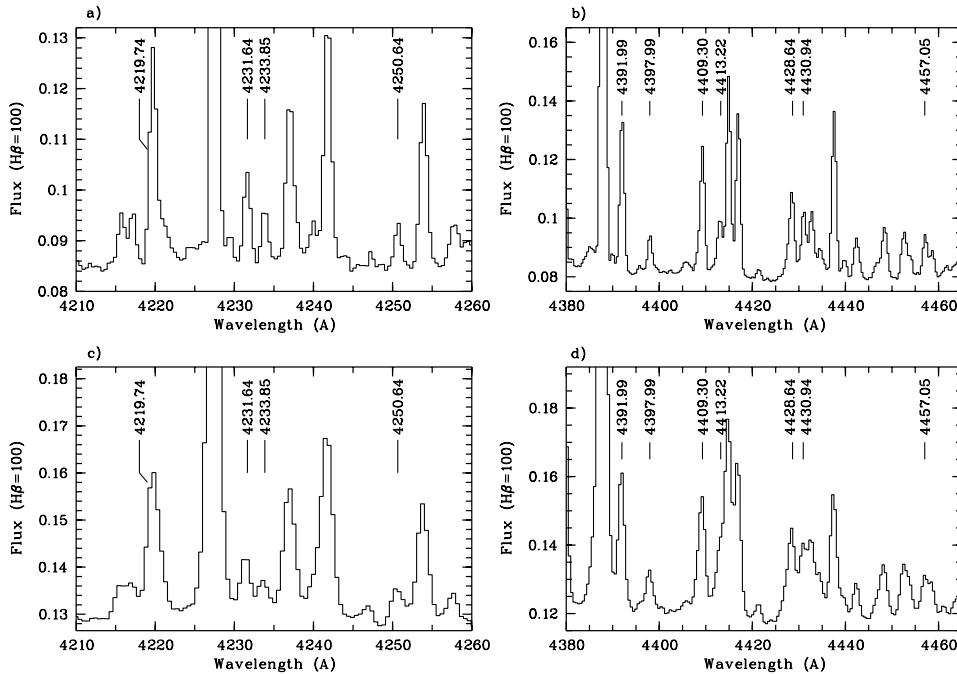 a)
0.13
0.12
0.11
0.1
0.09
0.08
Flux (Hβ=100)
4219.74
4231.64
4233.85
4250.64
4210 4220 4230 4240 4250 4260
Wavelength (A)
b)
0.16
0.14
0.12
0.1
0.08
Flux (Hβ=100)
4391.99
4397.99
4409.30
4413.22
4428.64
4430.94
4457.05
4380 4400 4420 4440 4460
Wavelength (A)
c)
0.18
0.17
0.16
0.15
0.14
0.13
Flux (Hβ=100)
4219.74
4231.64
4233.85
4250.64
4210 4220 4230 4240 4250 4260
Wavelength (A)
d)
0.18
0.16
0.14
0.12
Flux (Hβ=100)
4391.99
4397.99
4409.30
4413.22
4428.64
4430.94
4457.05
4380 4400 4420 4440 4460
Wavelength (A)